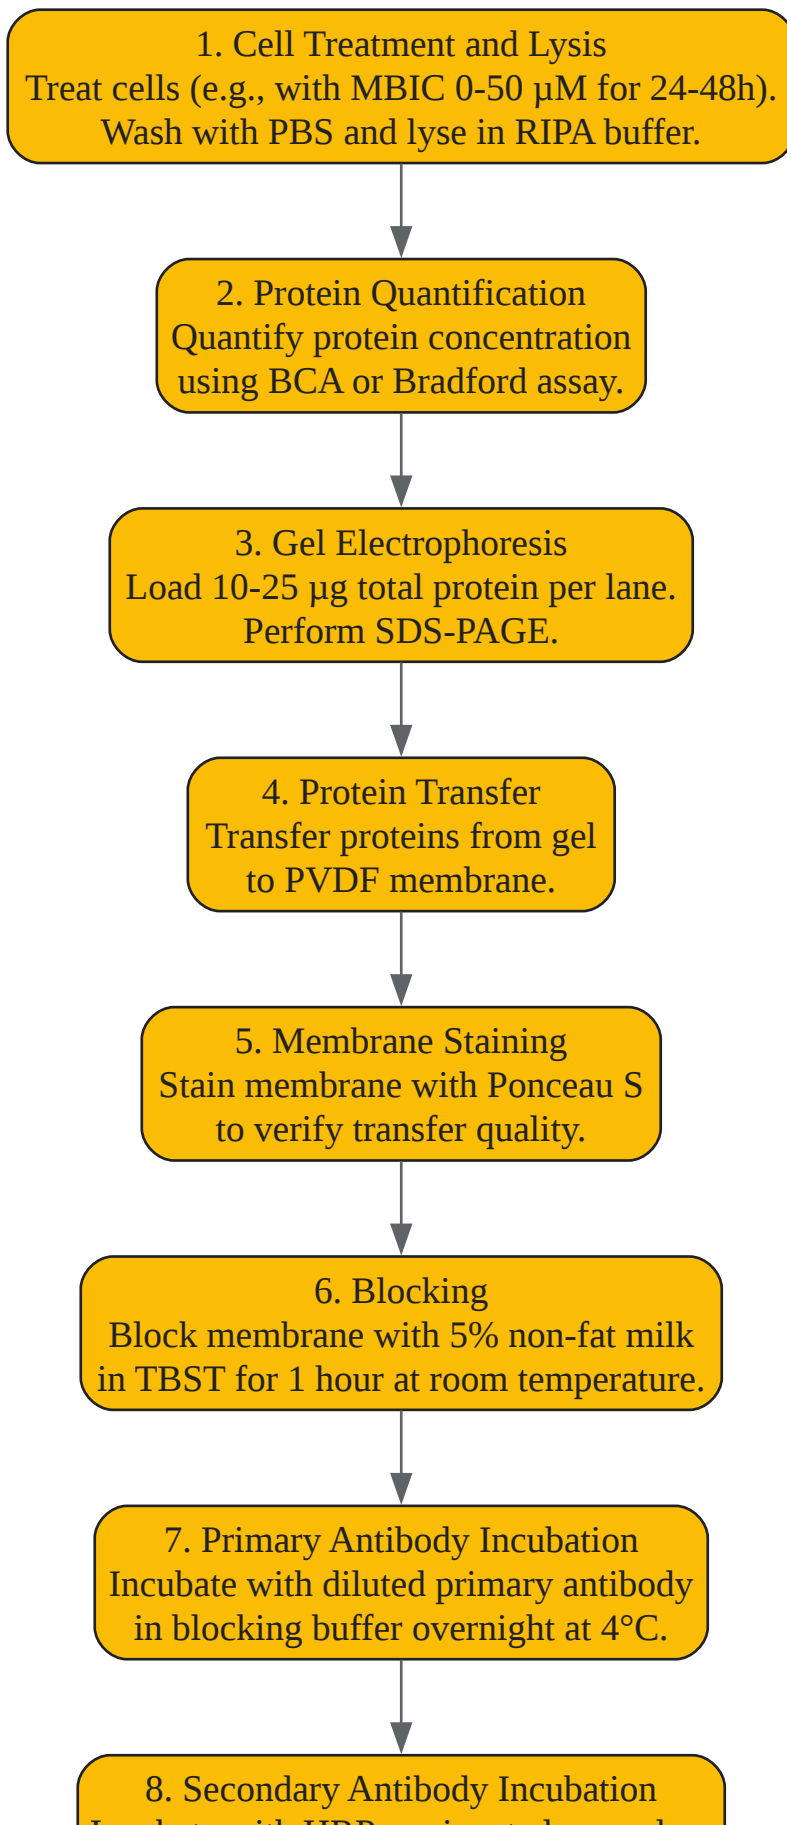 1. Cell Treatment and Lysis
Treat cells (e.g., with MBIC 0-50 µM for 24-48h).
Wash with PBS and lyse in RIPA buffer.
2. Protein Quantification
Quantify protein concentration
using BCA or Bradford assay.
3. Gel Electrophoresis
Load 10-25 µg total protein per lane.
Perform SDS-PAGE.
4. Protein Transfer
Transfer proteins from gel
to PVDF membrane.
5. Membrane Staining
Stain membrane with Ponceau S
to verify transfer quality.
6. Blocking
Block membrane with 5% non-fat milk
in TBST for 1 hour at room temperature.
7. Primary Antibody Incubation
Incubate with diluted primary antibody
in blocking buffer overnight at 4°C.
8. Secondary Antibody Incubation